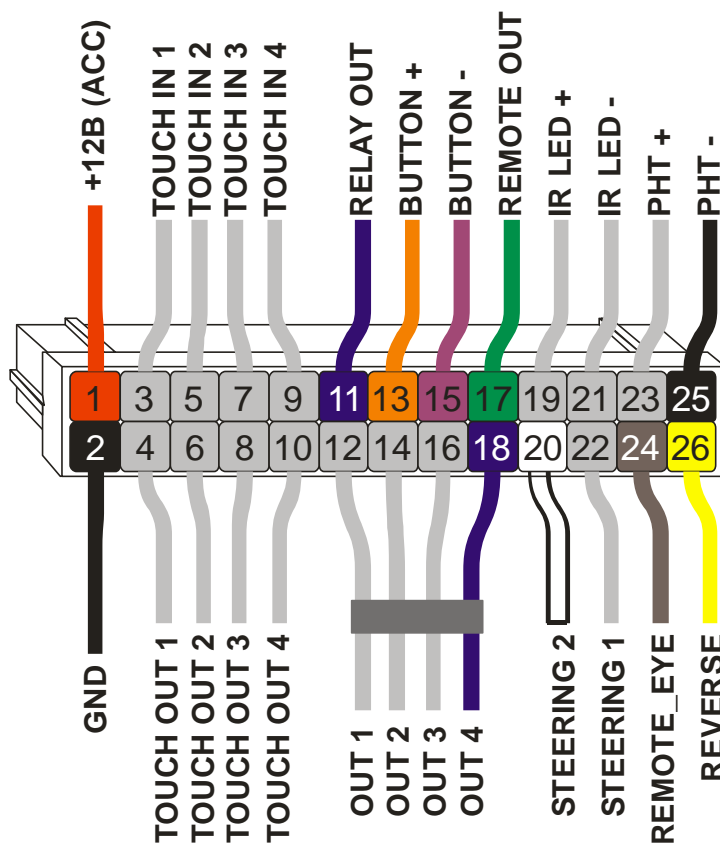 +12B (ACC)
TOUCH IN 1
TOUCH IN 2
TOUCH IN 3
TOUCH IN 4
RELAY OUT
BUTTON +
BUTTON -
REMOTE OUT
IR LED +
IR LED -
PHT +
PHT -
1 3 5 7 9 11 13 15 17 19 21 23 25
2 4 6 8 10 12 14 16 18 20 22 24 26
GND
TOUCH OUT 1
TOUCH OUT 2
TOUCH OUT 3
TOUCH OUT 4
OUT 1
OUT 2
OUT 3
OUT 4
STEERING 2
STEERING 1
REMOTE_EYE
REVERSE